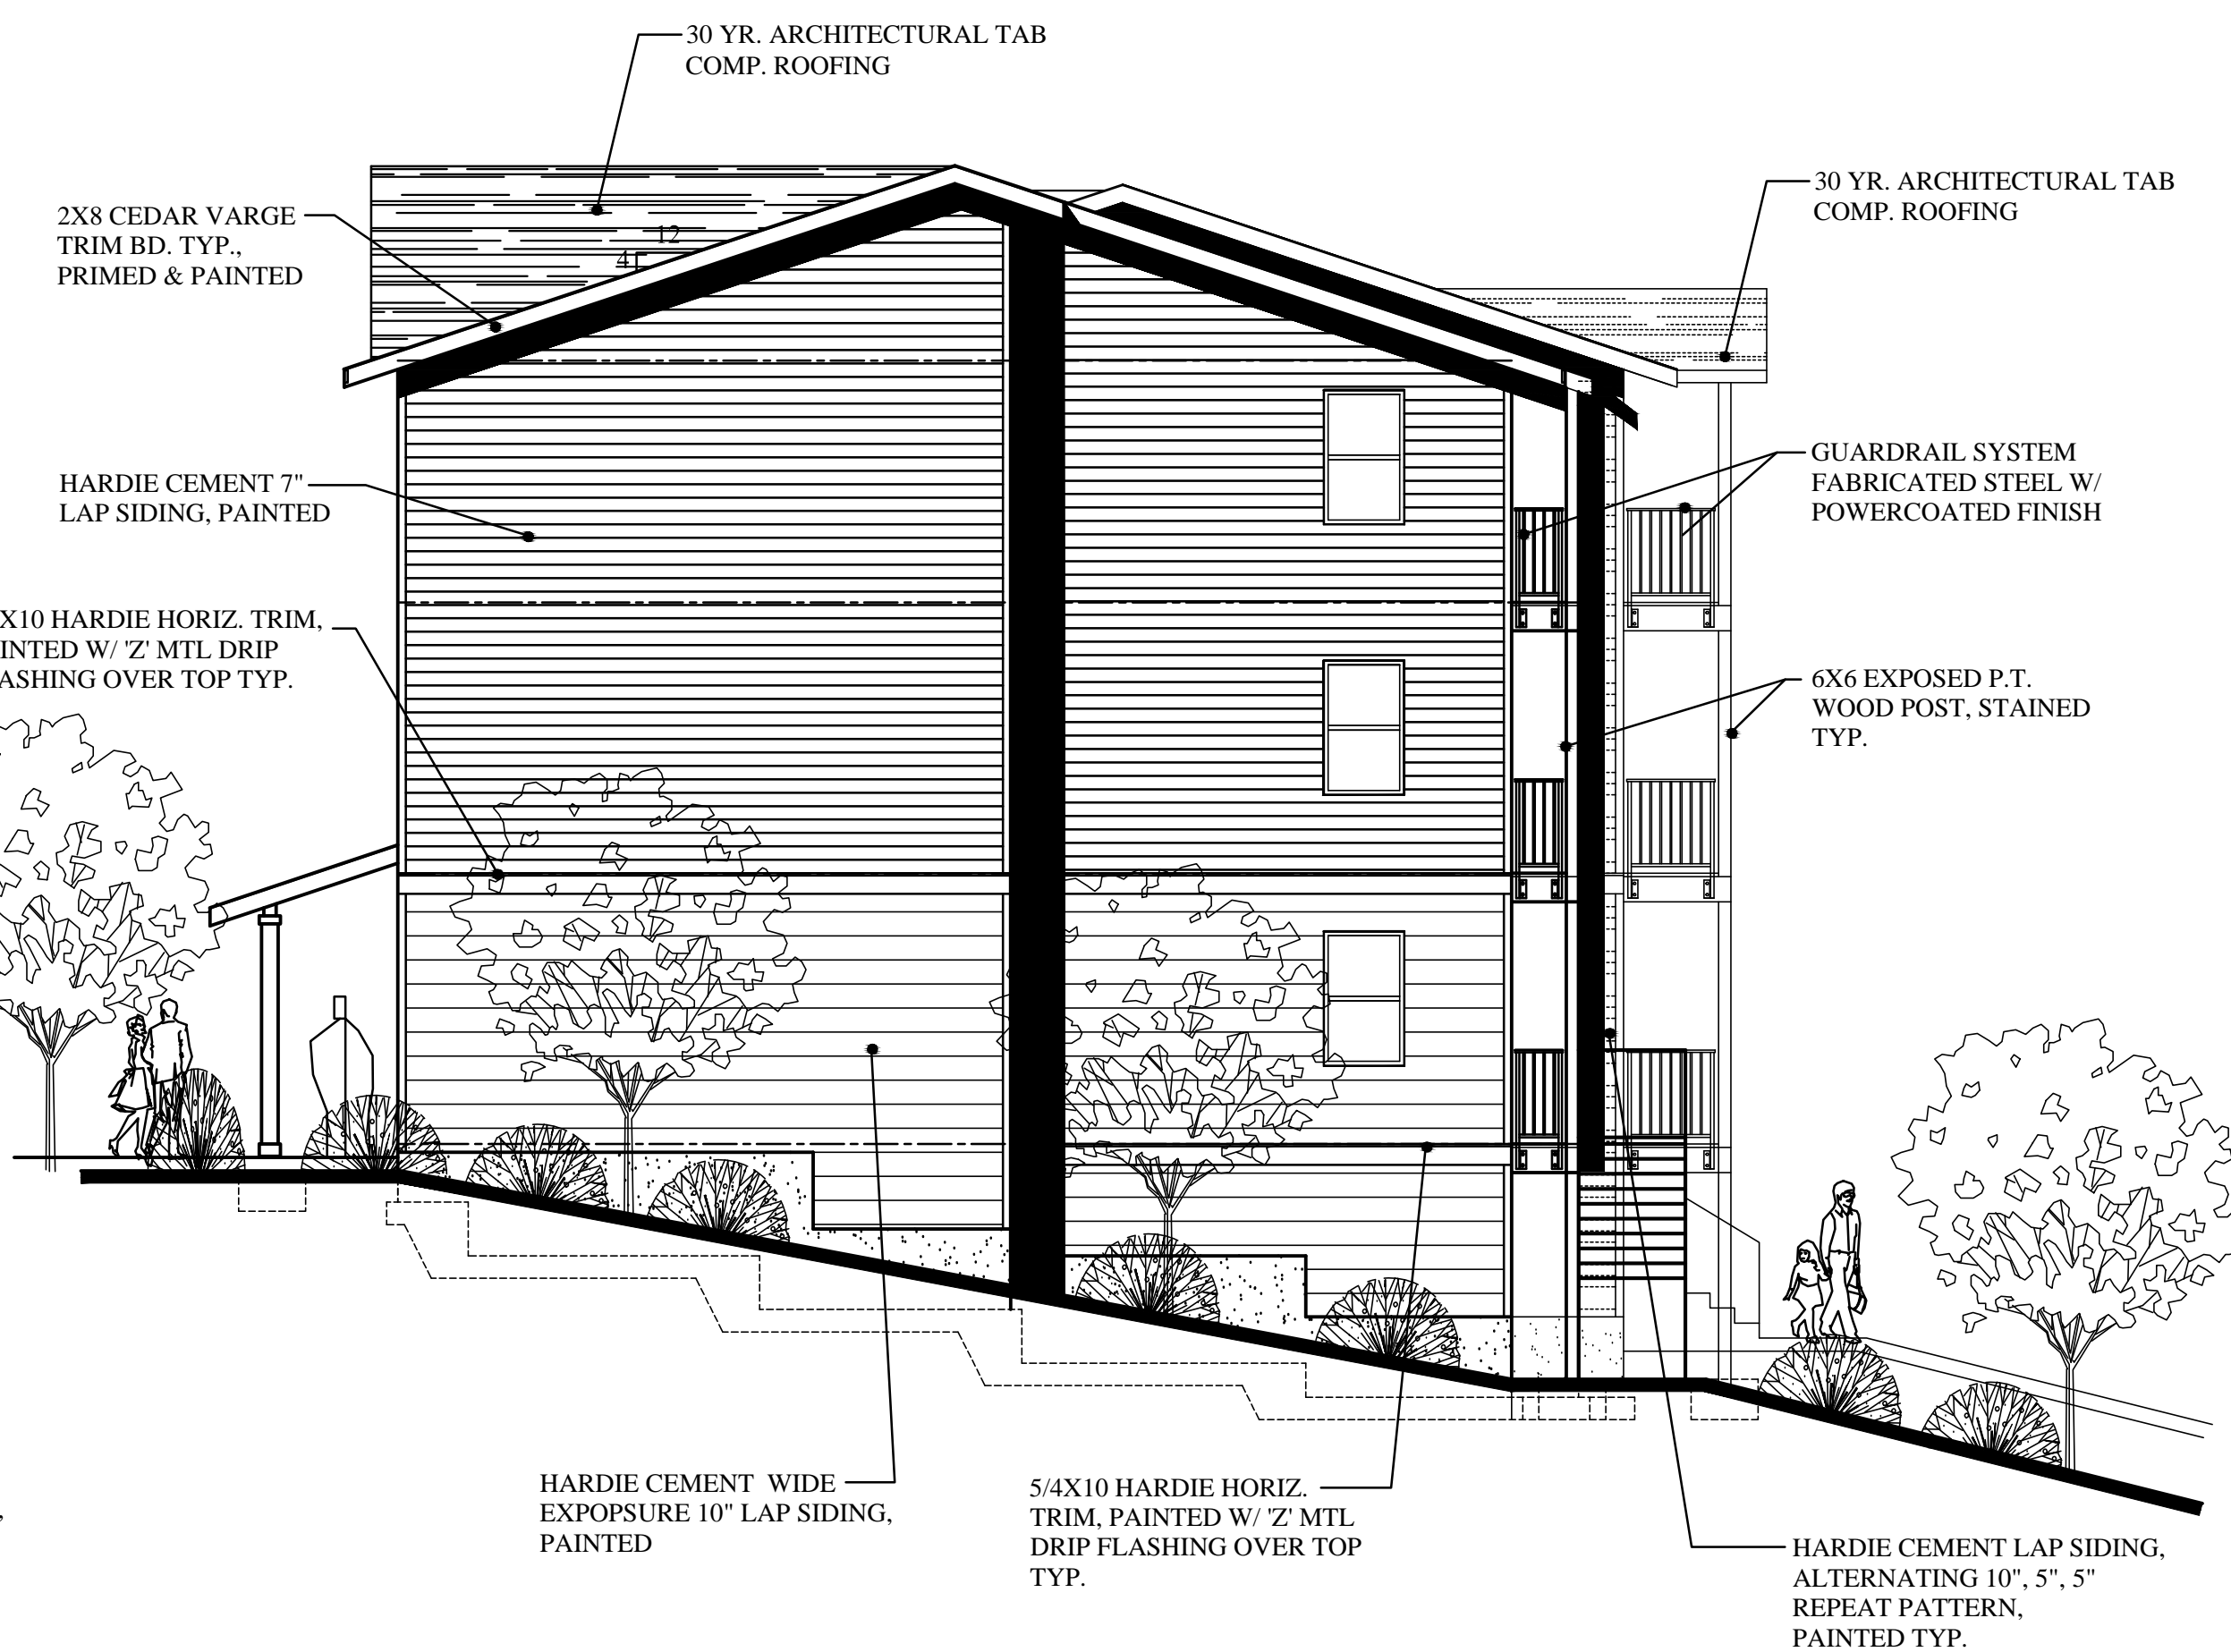 30 YR. ARCHITECTURAL TAB
COMP. ROOFING
2X8 CEDAR VARGE
TRIM BD. TYP.,
PRIMED & PAINTED
12
4
30 YR. ARCHITECTURAL TAB
COMP. ROOFING
HARDIE CEMENT 7"
LAP SIDING, PAINTED
GUARDRAIL SYSTEM
FABRICATED STEEL W/
POWERCOATED FINISH
X10 HARDIE HORIZ. TRIM,
INTED W/ 'Z' MTL DRIP
ASHING OVER TOP TYP.
6X6 EXPOSED P.T.
WOOD POST, STAINED
TYP.
HARDIE CEMENT WIDE
EXPOPSURE 10" LAP SIDING,
PAINTED
5/4X10 HARDIE HORIZ.
TRIM, PAINTED W/ 'Z' MTL
DRIP FLASHING OVER TOP
TYP.
HARDIE CEMENT LAP SIDING,
ALTERNATING 10", 5", 5"
REPEAT PATTERN,
PAINTED TYP.